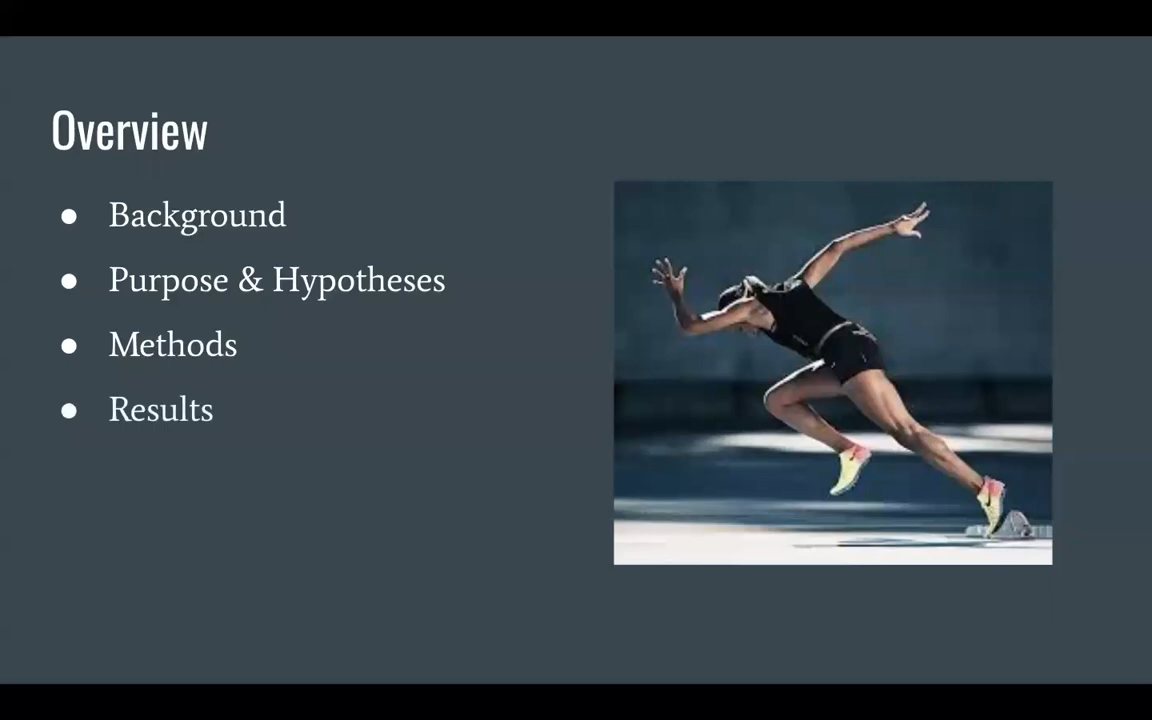 Overview
● Background
● Purpose & Hypotheses
● Methods
● Results